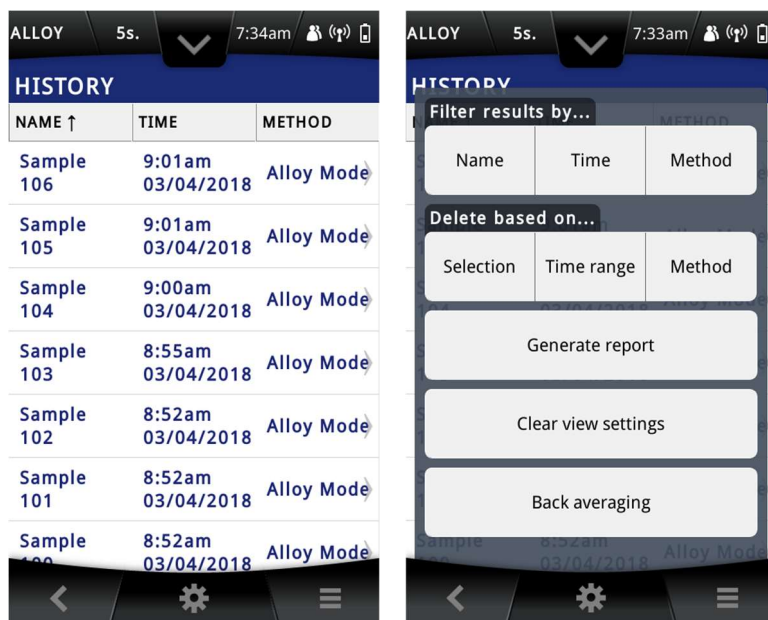 ALLOY 5s. 7:34am
HISTORY
NAME ↑ TIME METHOD
Sample 9:01am
106 03/04/2018 Alloy Mode
Sample 9:01am
105 03/04/2018 Alloy Mode
Sample 9:00am
104 03/04/2018 Alloy Mode
Sample 8:55am
103 03/04/2018 Alloy Mode
Sample 8:52am
102 03/04/2018 Alloy Mode
Sample 8:52am
101 03/04/2018 Alloy Mode
Sample 8:52am
100 03/04/2018 Alloy Mode
ALLOY 5s. 7:33am
HISTORY
METHOD
Filter results by...
Name Time Method
Delete based on...
Selection Time range Method
Generate report
Clear view settings
Back averaging
Sample 8:52am
03/04/2018 Alloy Mode